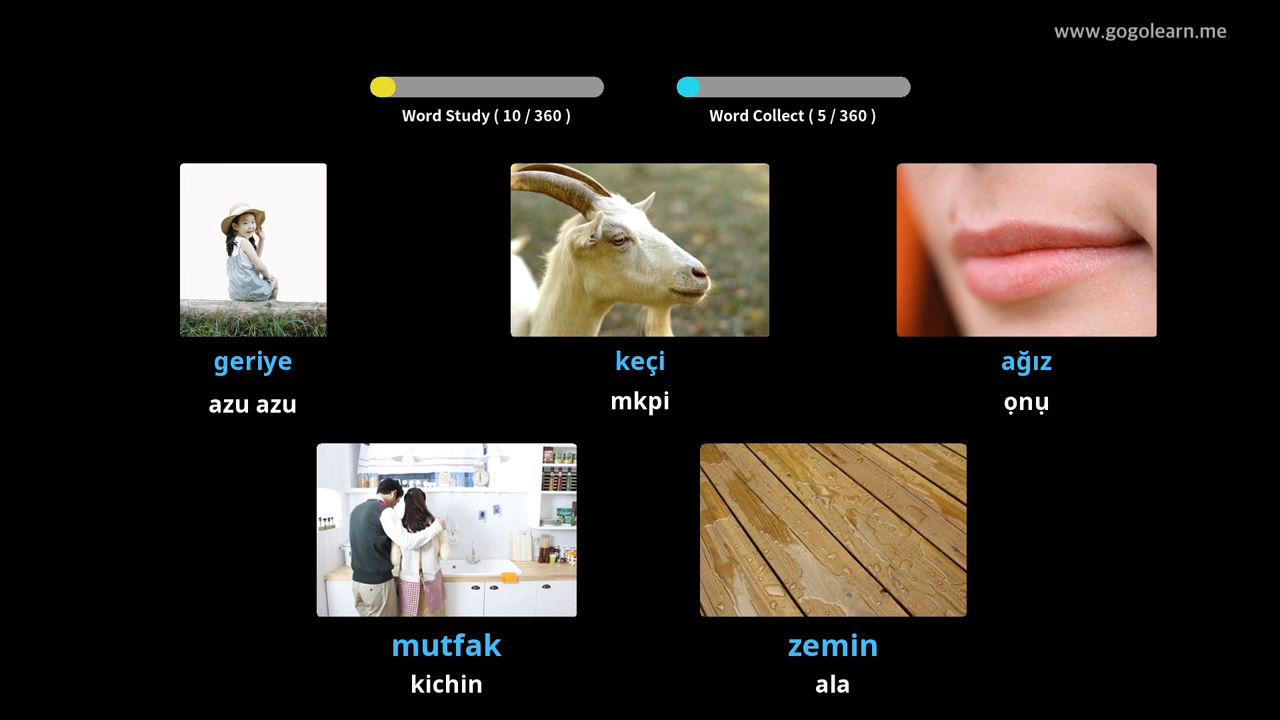 www.gogolearn.me
Word Study ( 10 / 360 )
Word Collect ( 5 / 360 )
geriye
keçi
ağız
azu azu
mkpi
ọnụ
mutfak
zemin
kichin
ala